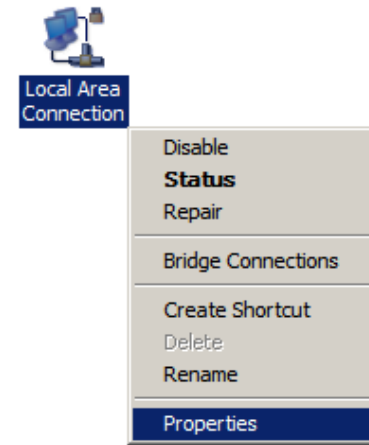 Local Area
Connection
Disable
Status
Repair
Bridge Connections
Create Shortcut
Delete
Rename
Properties